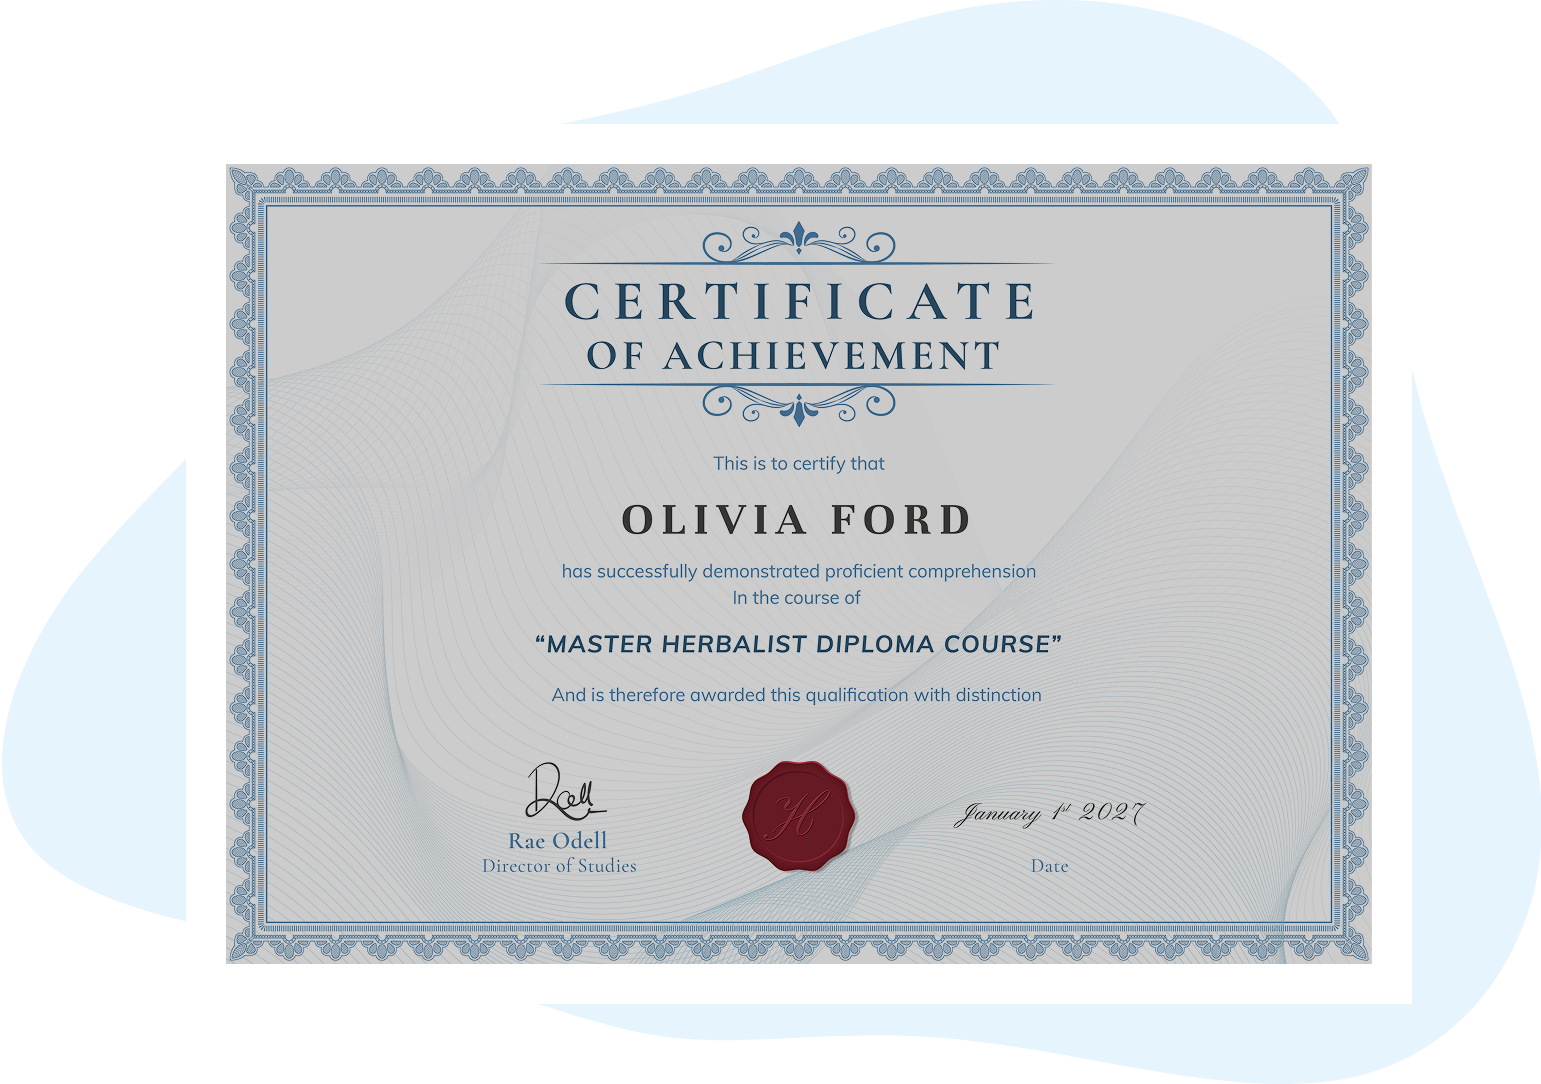 CERTIFICATE
OF ACHIEVEMENT
This is to certify that
OLIVIA FORD
has successfully demonstrated proficient comprehension
In the course of
“MASTER HERBALIST DIPLOMA COURSE”
And is therefore awarded this qualification with distinction
Rae Odell
Director of Studies
H
January 1st 2027
Date